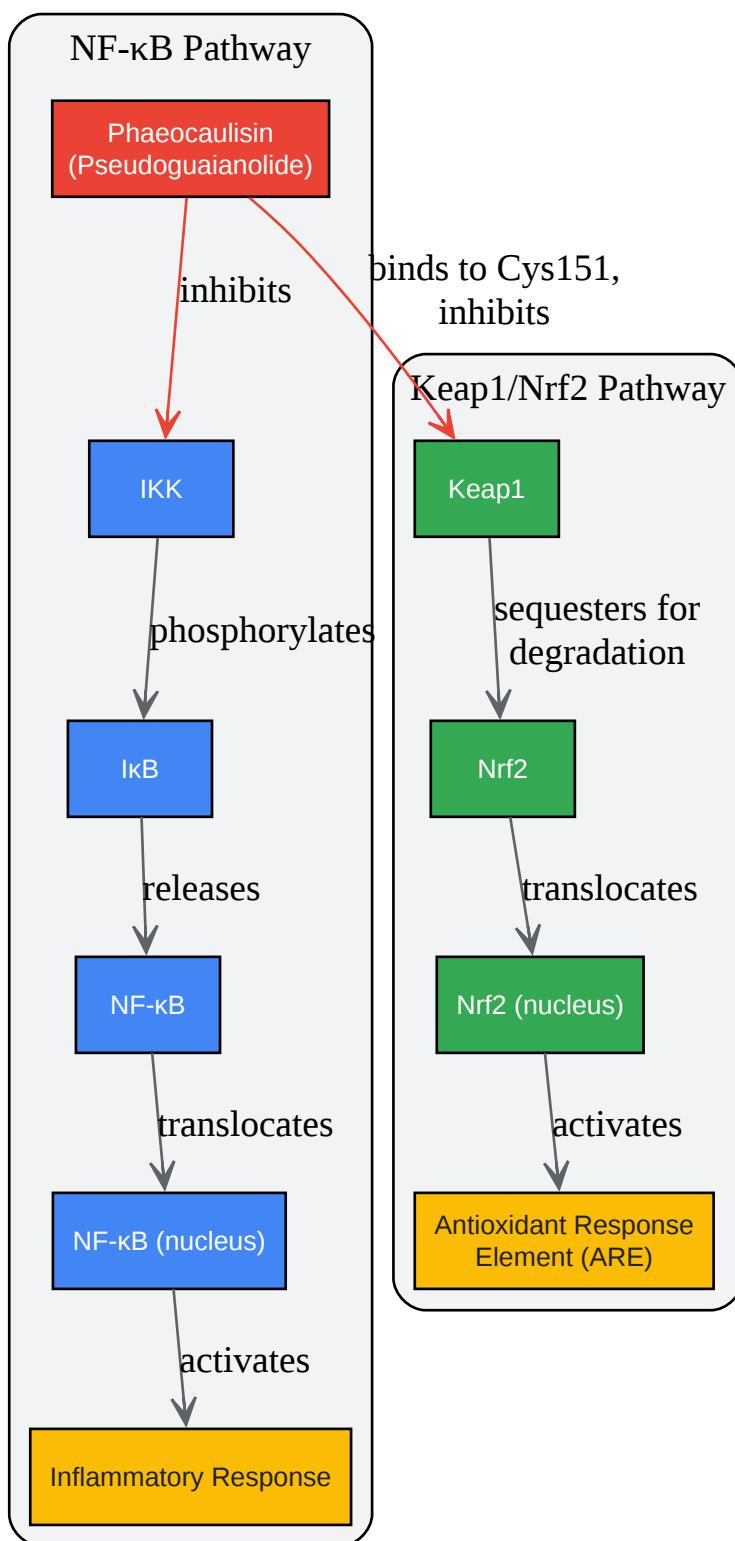 NF-κB Pathway
Phaeocaulisin
(Pseudoguaianolide)
inhibits
binds to Cys151,
inhibits
Keap1/Nrf2 Pathway
IKK
Keap1
phosphorylates
sequesters for
degradation
IκB
Nrf2
releases
translocates
NF-κB
Nrf2 (nucleus)
translocates
activates
NF-κB (nucleus)
Antioxidant Response
Element (ARE)
activates
Inflammatory Response